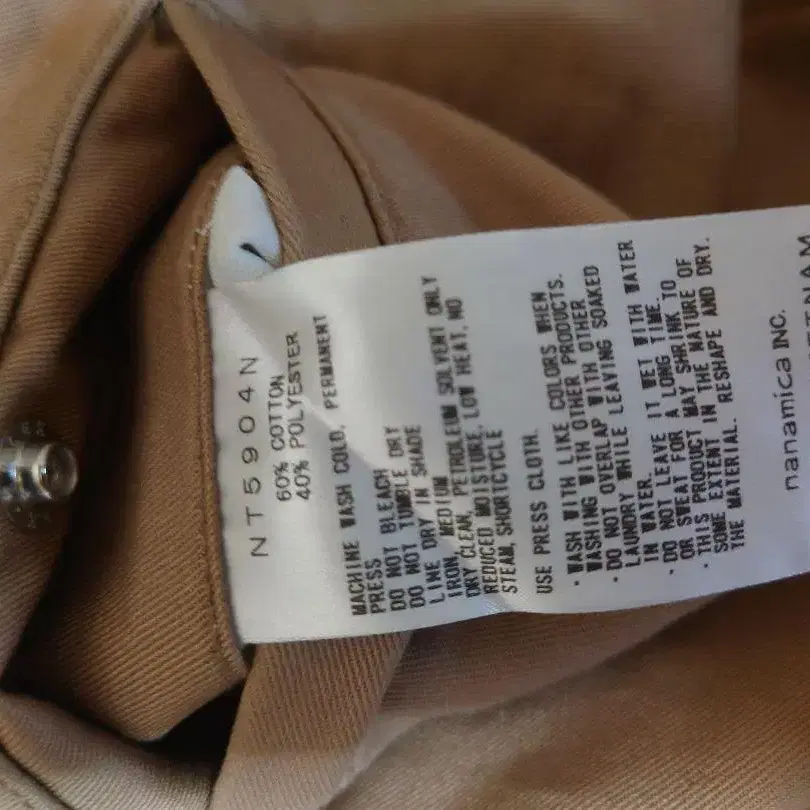 NT5904N
60% COTTON
40% POLYESTER
MACHINE WASH COLD, PERMANENT
PRESS
DO NOT BLEACH
DO NOT TUMBLE DRY
LINE DRY IN SHADE
IRON, MEDIUM
DRY CLEAN, PETROLEUM SOLVENT ONLY
REDUCED MOISTURE, LOW HEAT, NO
STEAM, SHORTCYCLE
USE PRESS CLOTH.
· WASH WITH LIKE COLORS WHEN
WASHING WITH OTHER PRODUCTS.
· DO NOT OVERLAP WITH OTHER SOAKED
LAUNDRY WHILE LEAVING SOAKED
IN WATER.
· DO NOT LEAVE IT WET WITH WATER
OR SWEAT FOR A LONG TIME.
· THIS PRODUCT MAY SHRINK TO
SOME EXTENT IN THE NATURE OF
THE MATERIAL. RESHAPE AND DRY.
nanamica INC.